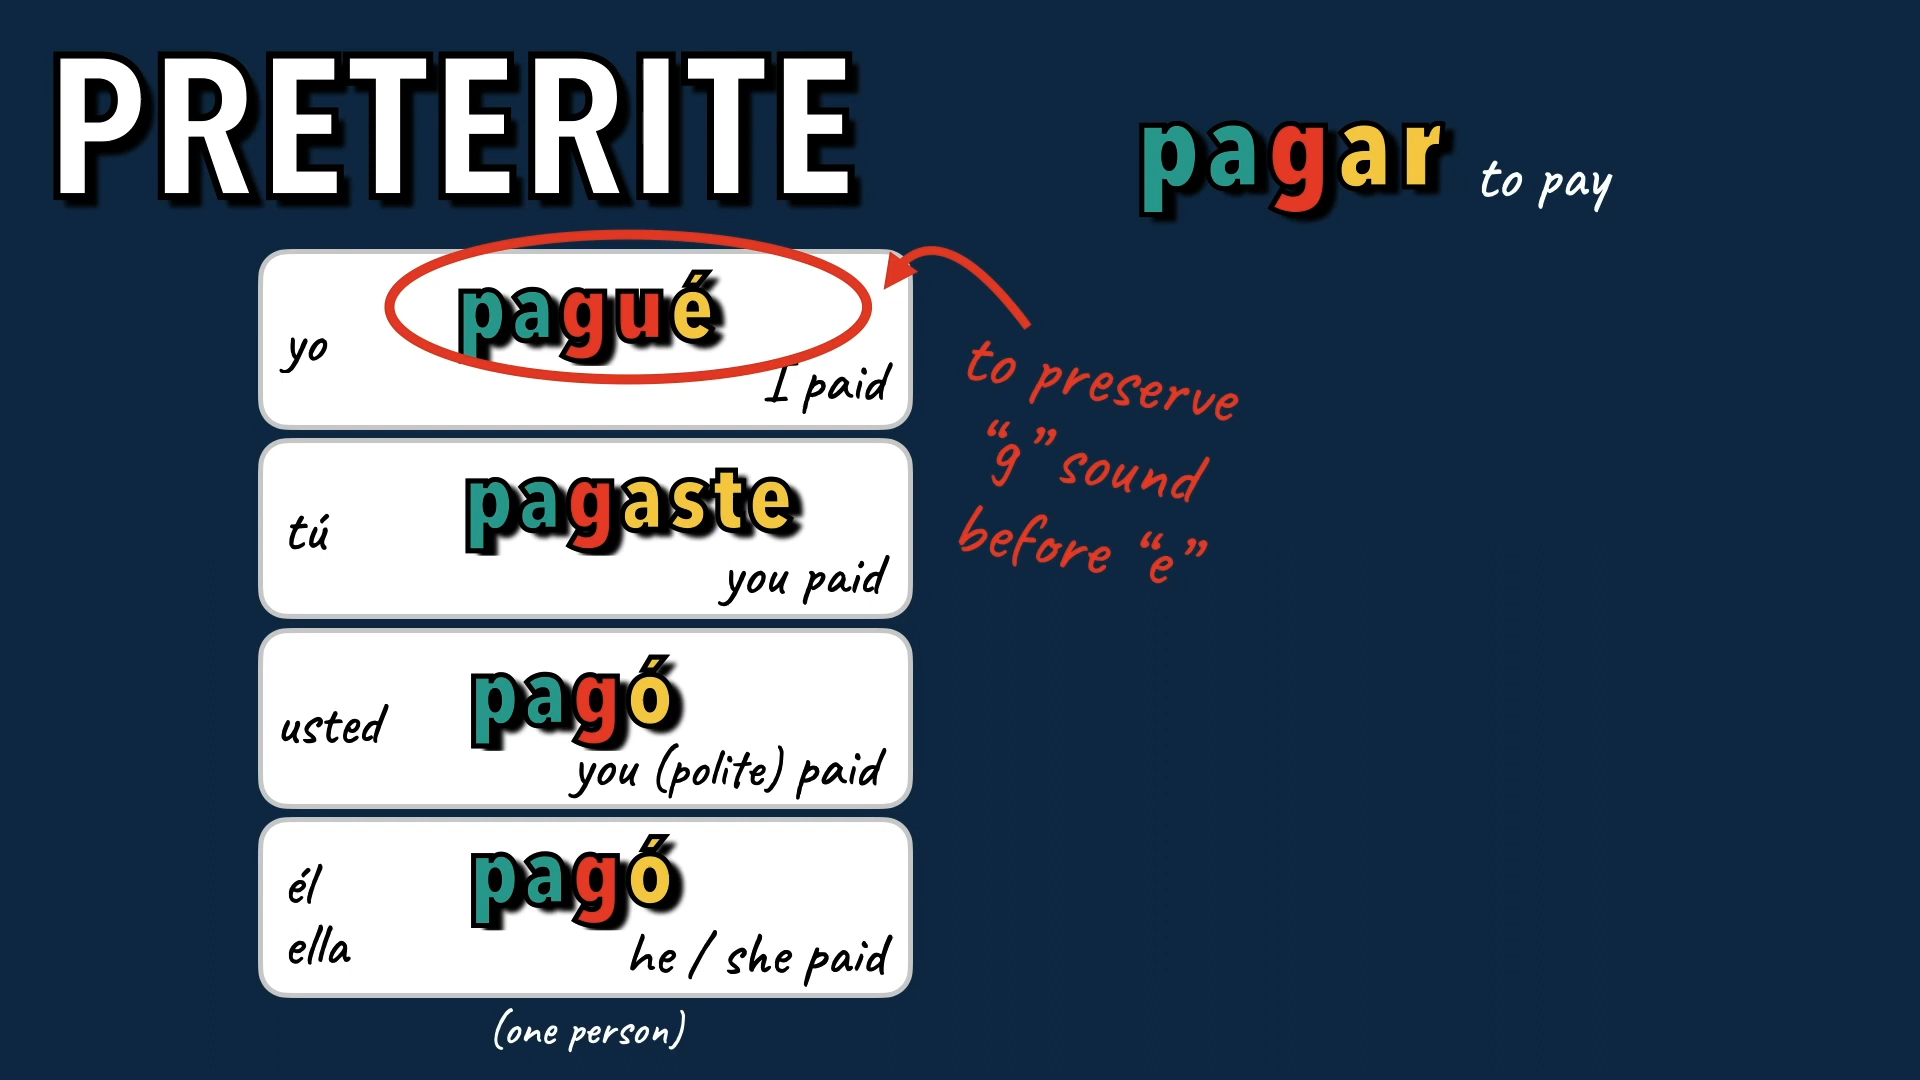 PRETERITE
pagar to pay
yo pagué
I paid
to preserve
“g” sound
before “e”
tú pagaste
you paid
usted pagó
you (polite) paid
él pagó
ella he / she paid
(one person)